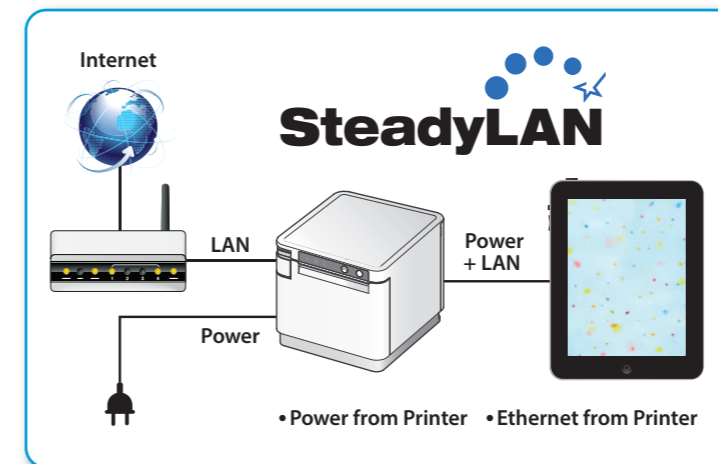 Internet
SteadyLAN
LAN
Power
+ LAN
Power
• Power from Printer • Ethernet from Printer